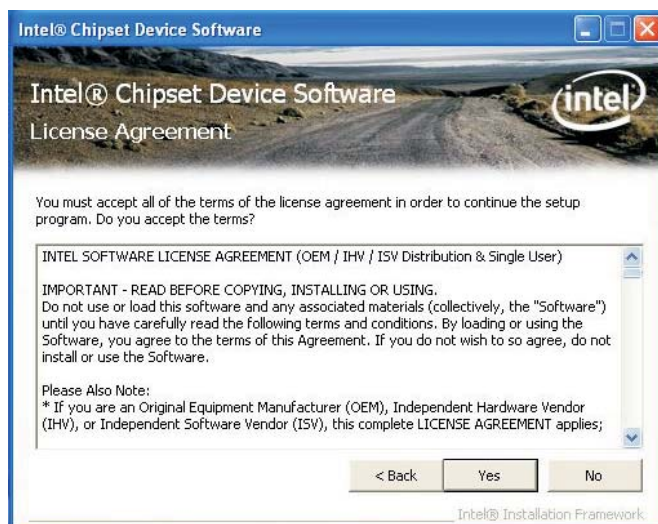 Intel® Chipset Device Software
Intel® Chipset Device Software
intel
License Agreement
You must accept all of the terms of the license agreement in order to continue the setup
program. Do you accept the terms?
INTEL SOFTWARE LICENSE AGREEMENT (OEM / IHV / ISV Distribution & Single User)
IMPORTANT - READ BEFORE COPYING, INSTALLING OR USING.
Do not use or load this software and any associated materials (collectively, the "Software")
until you have carefully read the following terms and conditions. By loading or using the
Software, you agree to the terms of this Agreement. If you do not wish to so agree, do not
install or use the Software.
Please Also Note:
* If you are an Original Equipment Manufacturer (OEM), Independent Hardware Vendor
(IHV), or Independent Software Vendor (ISV), this complete LICENSE AGREEMENT applies;
< Back Yes No
Intel® Installation Framework